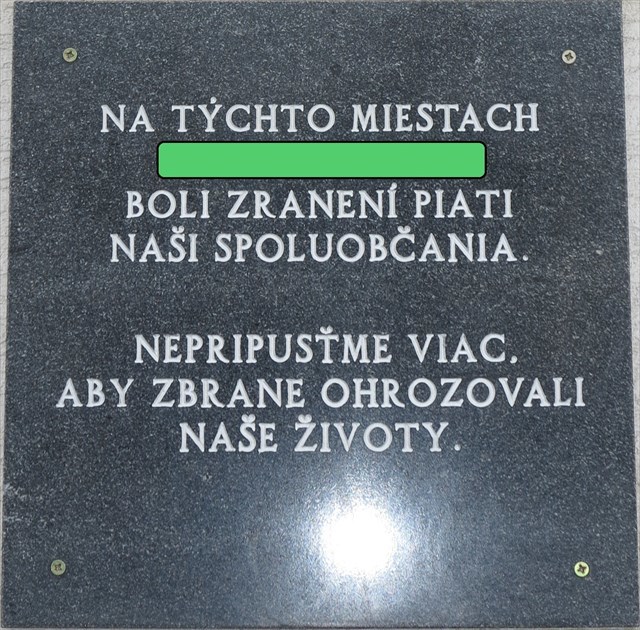 NA TÝCHTO MIESTACH
BOLI ZRANENÍ PIATI
NAŠI SPOLUOBČANIA.
NEPRIPUSŤME VIAC,
ABY ZBRANE OHROZOVALI
NAŠE ŽIVOTY.